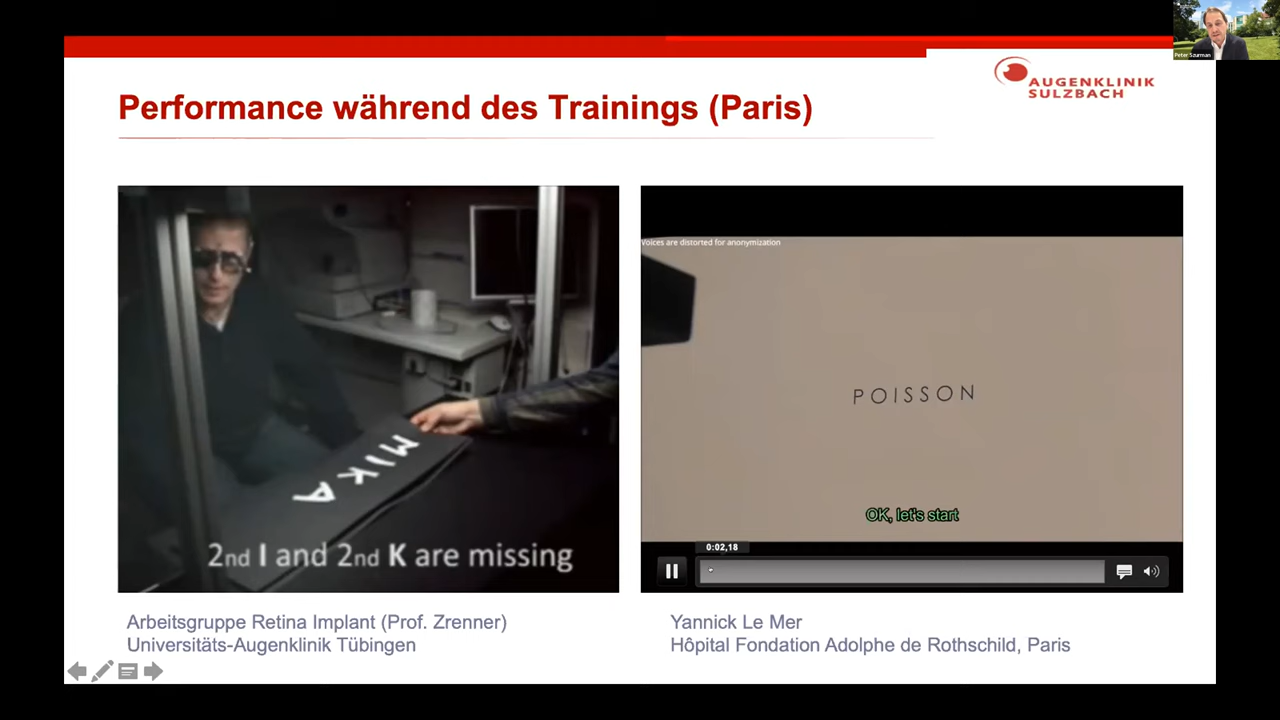 Peter Szurman
AUGENKLINIK
SULZBACH
Performance während des Trainings (Paris)
MIKA
2nd I and 2nd K are missing
Voices are distorted for anonymization
POISSON
OK, let's start
0:02,18
Arbeitsgruppe Retina Implant (Prof. Zrenner)
Universitäts-Augenklinik Tübingen
Yannick Le Mer
Hôpital Fondation Adolphe de Rothschild, Paris